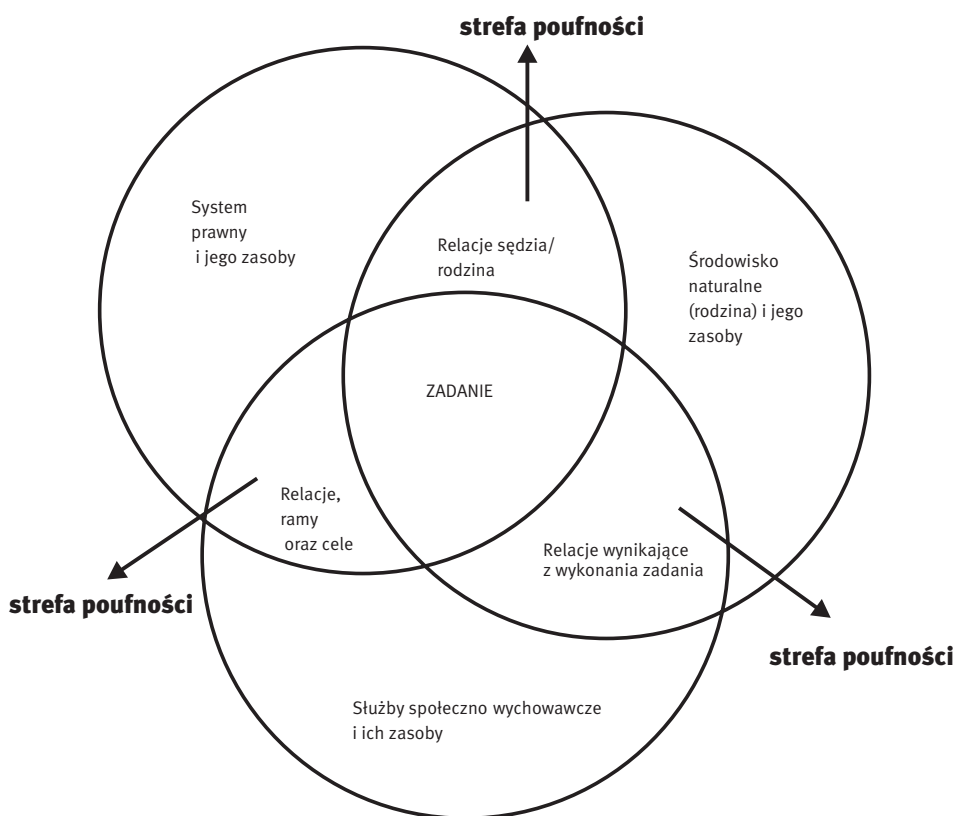 strefa poufności
System
prawny
i jego zasoby
Relacje sędzia/
rodzina
Środowisko
naturalne
(rodzina) i jego
zasoby
ZADANIE
Relacje,
ramy
oraz cele
Relacje wynikające
z wykonania zadania
strefa poufności
strefa poufności
Służby społeczno wychowawcze
i ich zasoby